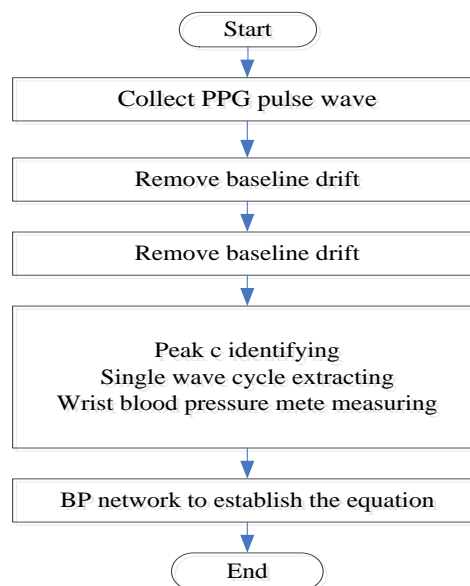 Start
Collect PPG pulse wave
Remove baseline drift
Remove baseline drift
Peak c identifying
Single wave cycle extracting
Wrist blood pressure mete measuring
BP network to establish the equation
End